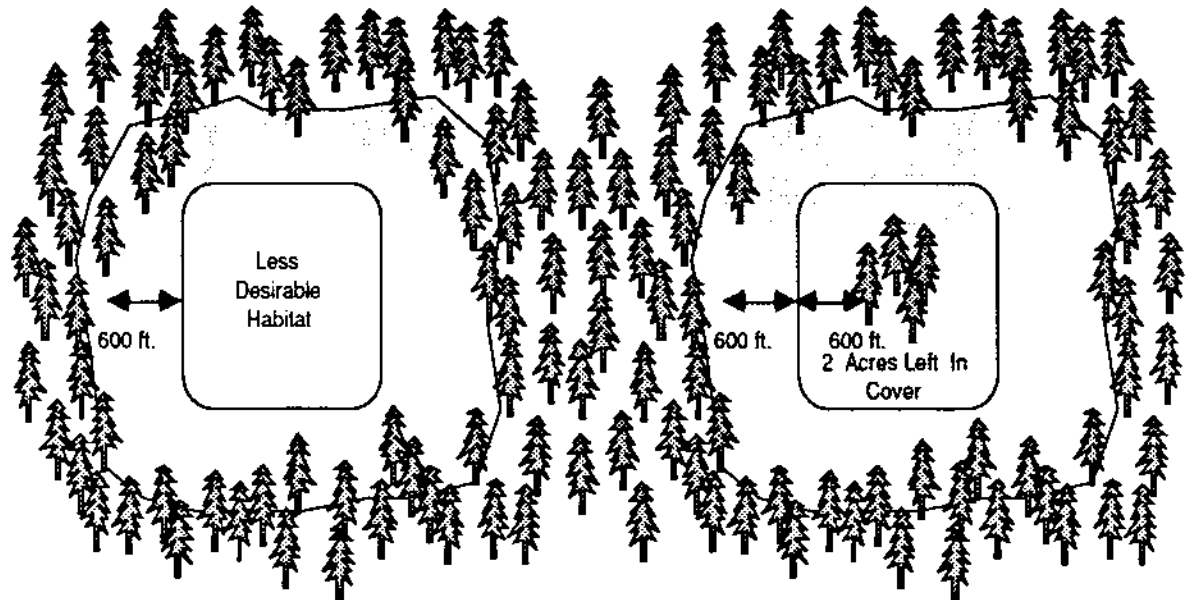 Less
Desirable
Habitat
600 ft.
600 ft.
600 ft.
2 Acres Left In
Cover